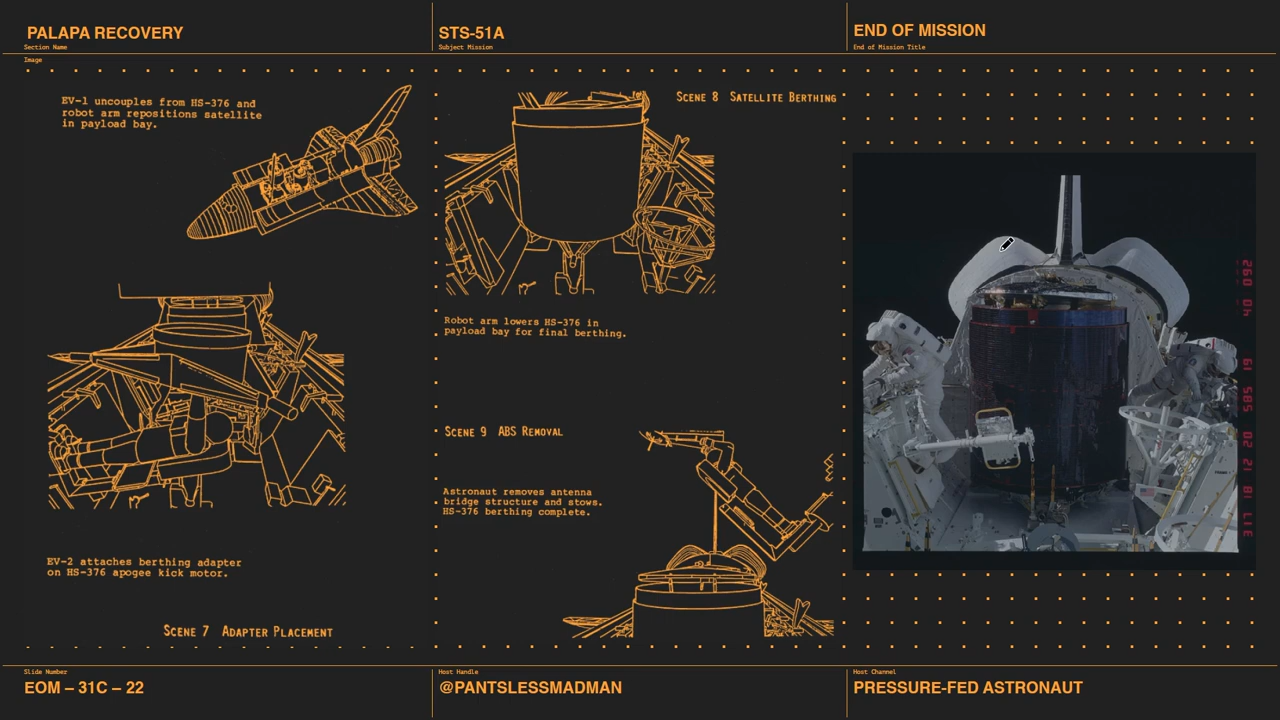 PALAPA RECOVERY
Section Name
STS-51A
Subject Mission
END OF MISSION
End of Mission Title
Image
EV-1 uncouples from HS-376 and
robot arm repositions satellite
in payload bay.
EV-2 attaches berthing adapter
on HS-376 apogee kick motor.
SCENE 7 ADAPTER PLACEMENT
SCENE 8 SATELLITE BERTHING
Robot arm lowers HS-376 in
payload bay for final berthing.
SCENE 9 ABS REMOVAL
Astronaut removes antenna
bridge structure and stows.
HS-376 berthing complete.
Slide Number
EOM – 31C – 22
Host Handle
@PANTSLESSMADMAN
Host Channel
PRESSURE-FED ASTRONAUT